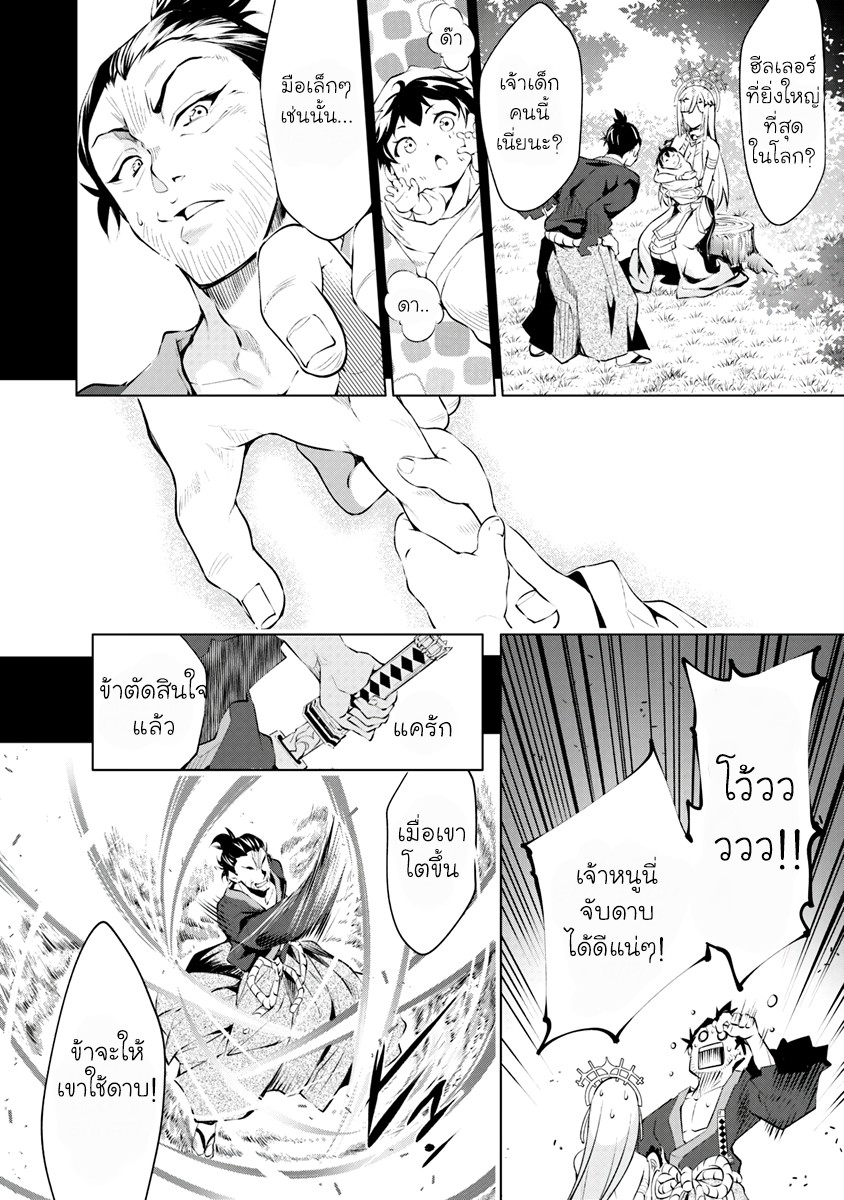 ฮีลเลอร์
ที่ยิ่งใหญ่
ที่สุด
ในโลก?
เจ้าเด็ก
คนนี้
เนี่ยนะ?
ด๊า
ดา..
มือเล็กๆ
เช่นนั้น...
โว้วว
ววว!!
เจ้าหนูนี่
จับดาบ
ได้ดีแน่ๆ!
ข้าตัดสินใจ
แล้ว
แคร้ก
เมื่อเขา
โตขึ้น
ข้าจะให้
เขาใช้ดาบ!